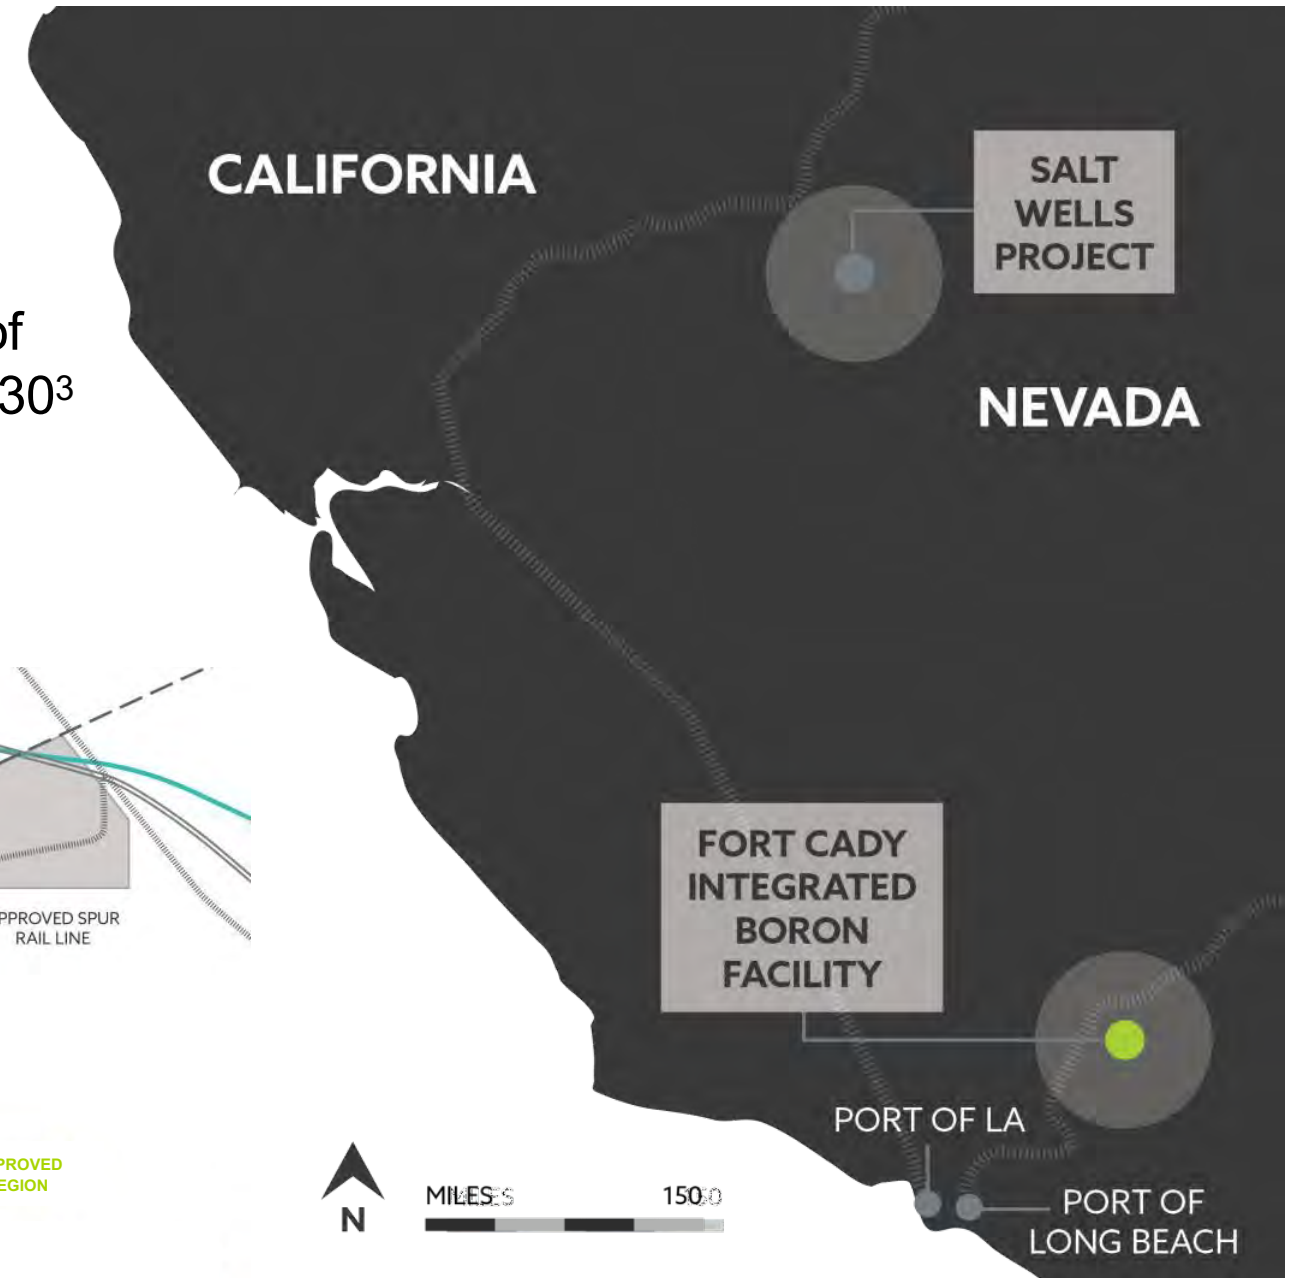 CALIFORNIA
SALT
WELLS
PROJECT
of
30³
NEVADA
FORT CADY
INTEGRATED
BORON
FACILITY
PPROVED SPUR
RAIL LINE
PORT OF LA
PROVED
EGION
MILES 150
N
PORT OF
LONG BEACH